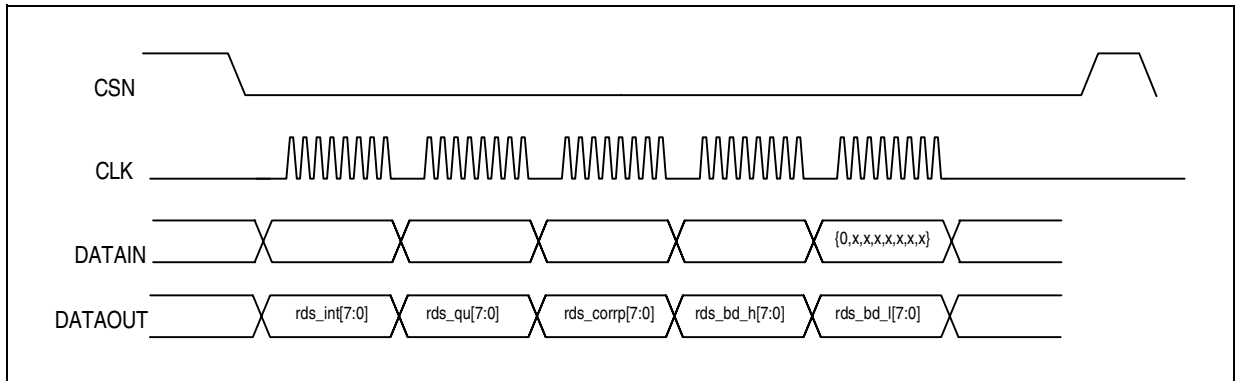 CSN
CLK
DATAIN
{0,x,x,x,x,x,x,x}
DATAOUT
rds_int[7:0] rds_qu[7:0] rds_corrp[7:0] rds_bd_h[7:0] rds_bd_l[7:0]